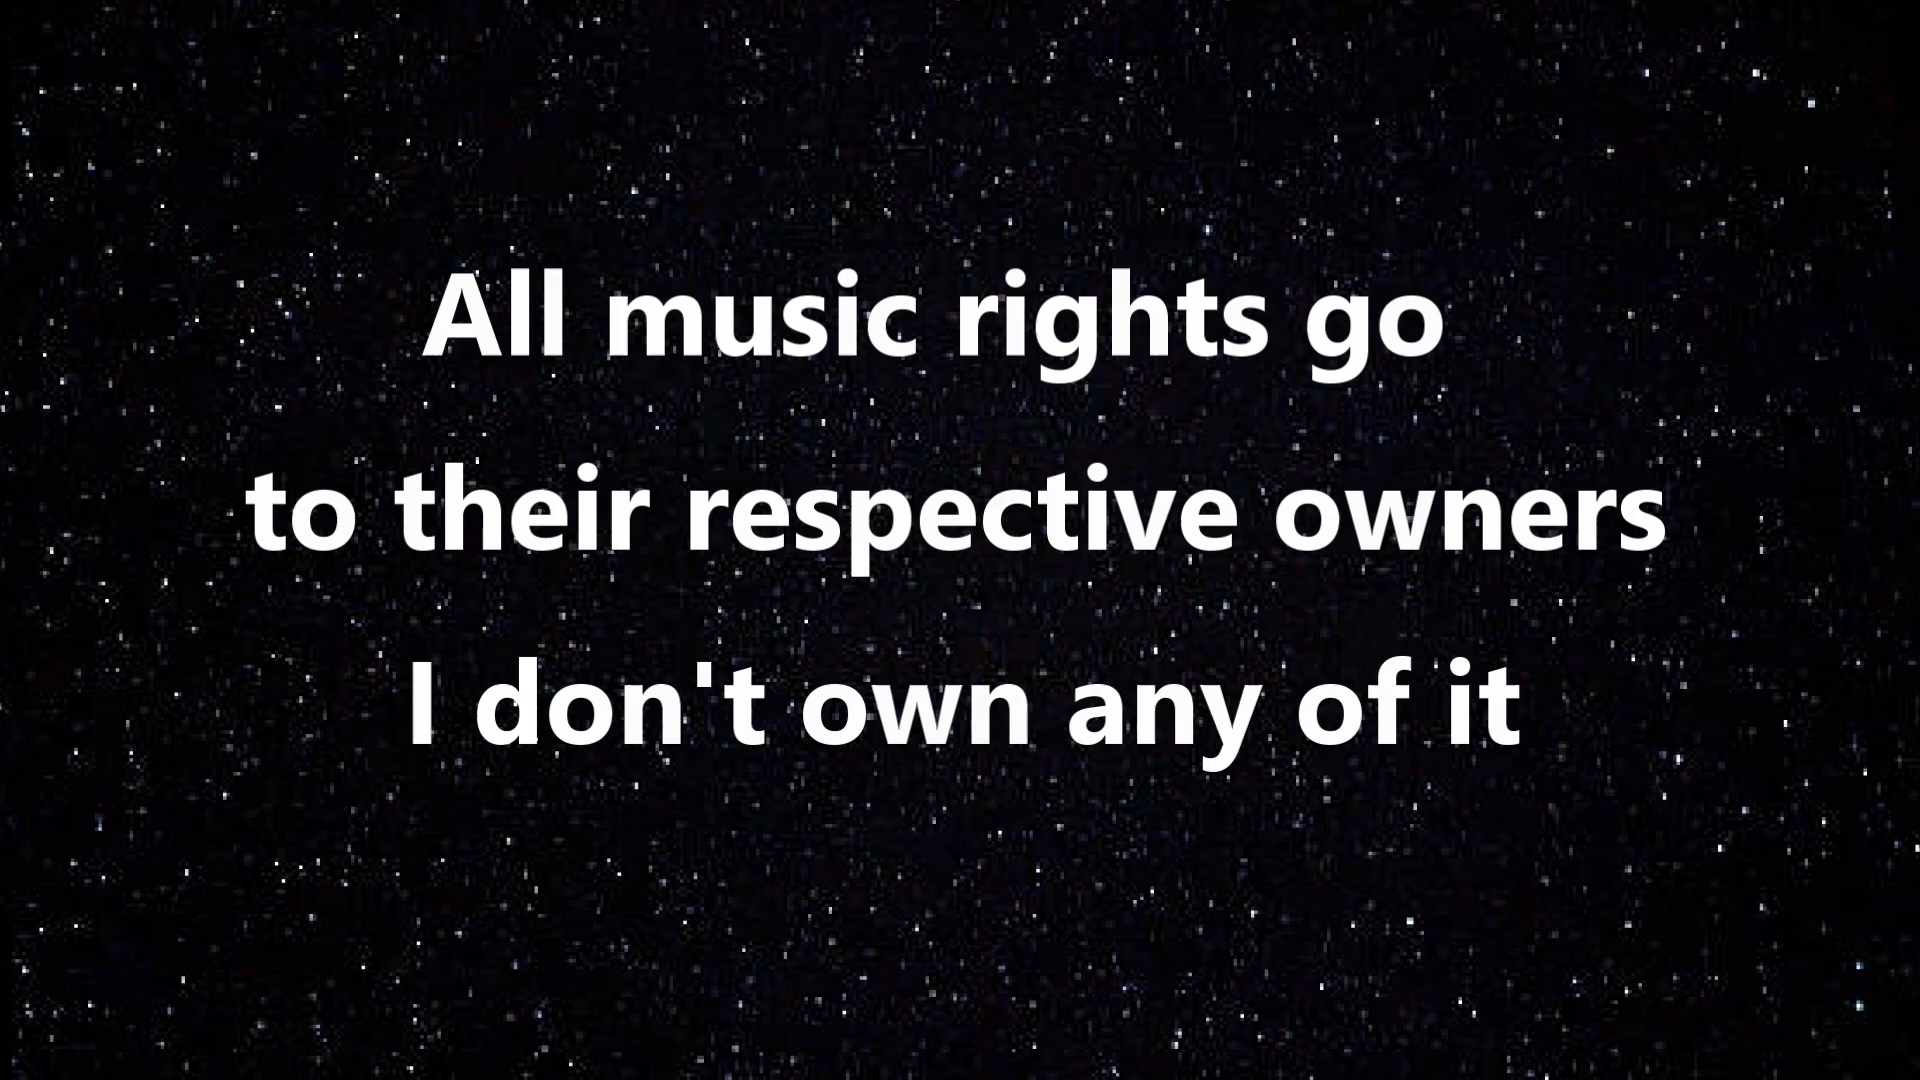 All music rights go
to their respective owners
I don't own any of it